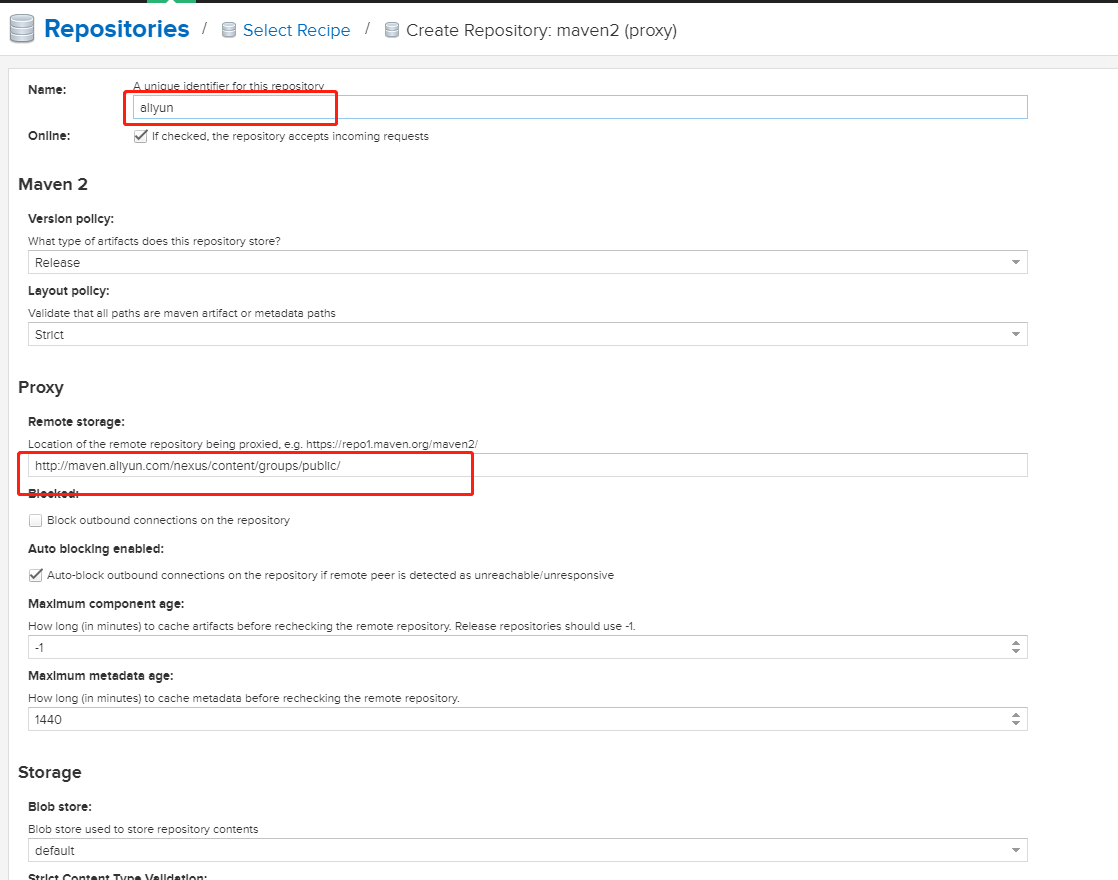 Repositories / Select Recipe / Create Repository: maven2 (proxy)
Name:
A unique identifier for this repository
aliyun
Online:
If checked, the repository accepts incoming requests
Maven 2
Version policy:
What type of artifacts does this repository store?
Release
Layout policy:
Validate that all paths are maven artifact or metadata paths
Strict
Proxy
Remote storage:
Location of the remote repository being proxied, e.g. https://repo1.maven.org/maven2/
http://maven.aliyun.com/nexus/content/groups/public/
Blocked:
Block outbound connections on the repository
Auto blocking enabled:
Auto-block outbound connections on the repository if remote peer is detected as unreachable/unresponsive
Maximum component age:
How long (in minutes) to cache artifacts before rechecking the remote repository. Release repositories should use -1.
-1
Maximum metadata age:
How long (in minutes) to cache metadata before rechecking the remote repository.
1440
Storage
Blob store:
Blob store used to store repository contents
default
Strict Content Type Validation: